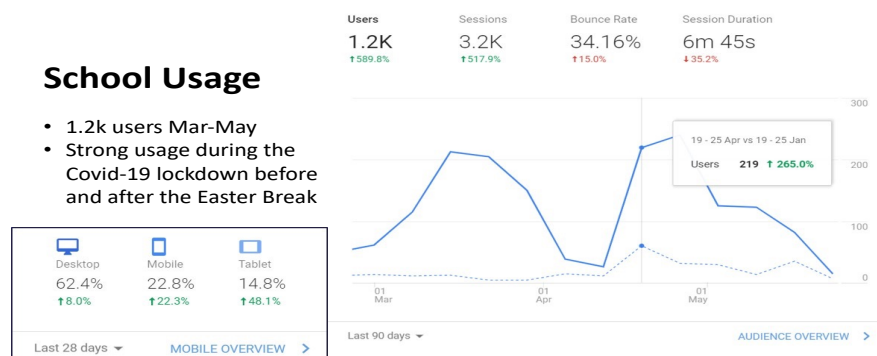 School Usage
• 1.2k users Mar-May
• Strong usage during the
Covid-19 lockdown before
and after the Easter Break
Desktop Mobile Tablet
62.4% 22.8% 14.8%
↑8.0% ↑22.3% ↑48.1%
Last 28 days MOBILE OVERVIEW >
Users Sessions Bounce Rate Session Duration
1.2K 3.2K 34.16% 6m 45s
↑589.8% ↑517.9% ↑15.0% ↓35.2%
300
19 - 25 Apr vs 19 - 25 Jan
Users 219 ↑ 265.0%
200
100
0
01 01 01
Mar Apr May
Last 90 days AUDIENCE OVERVIEW >